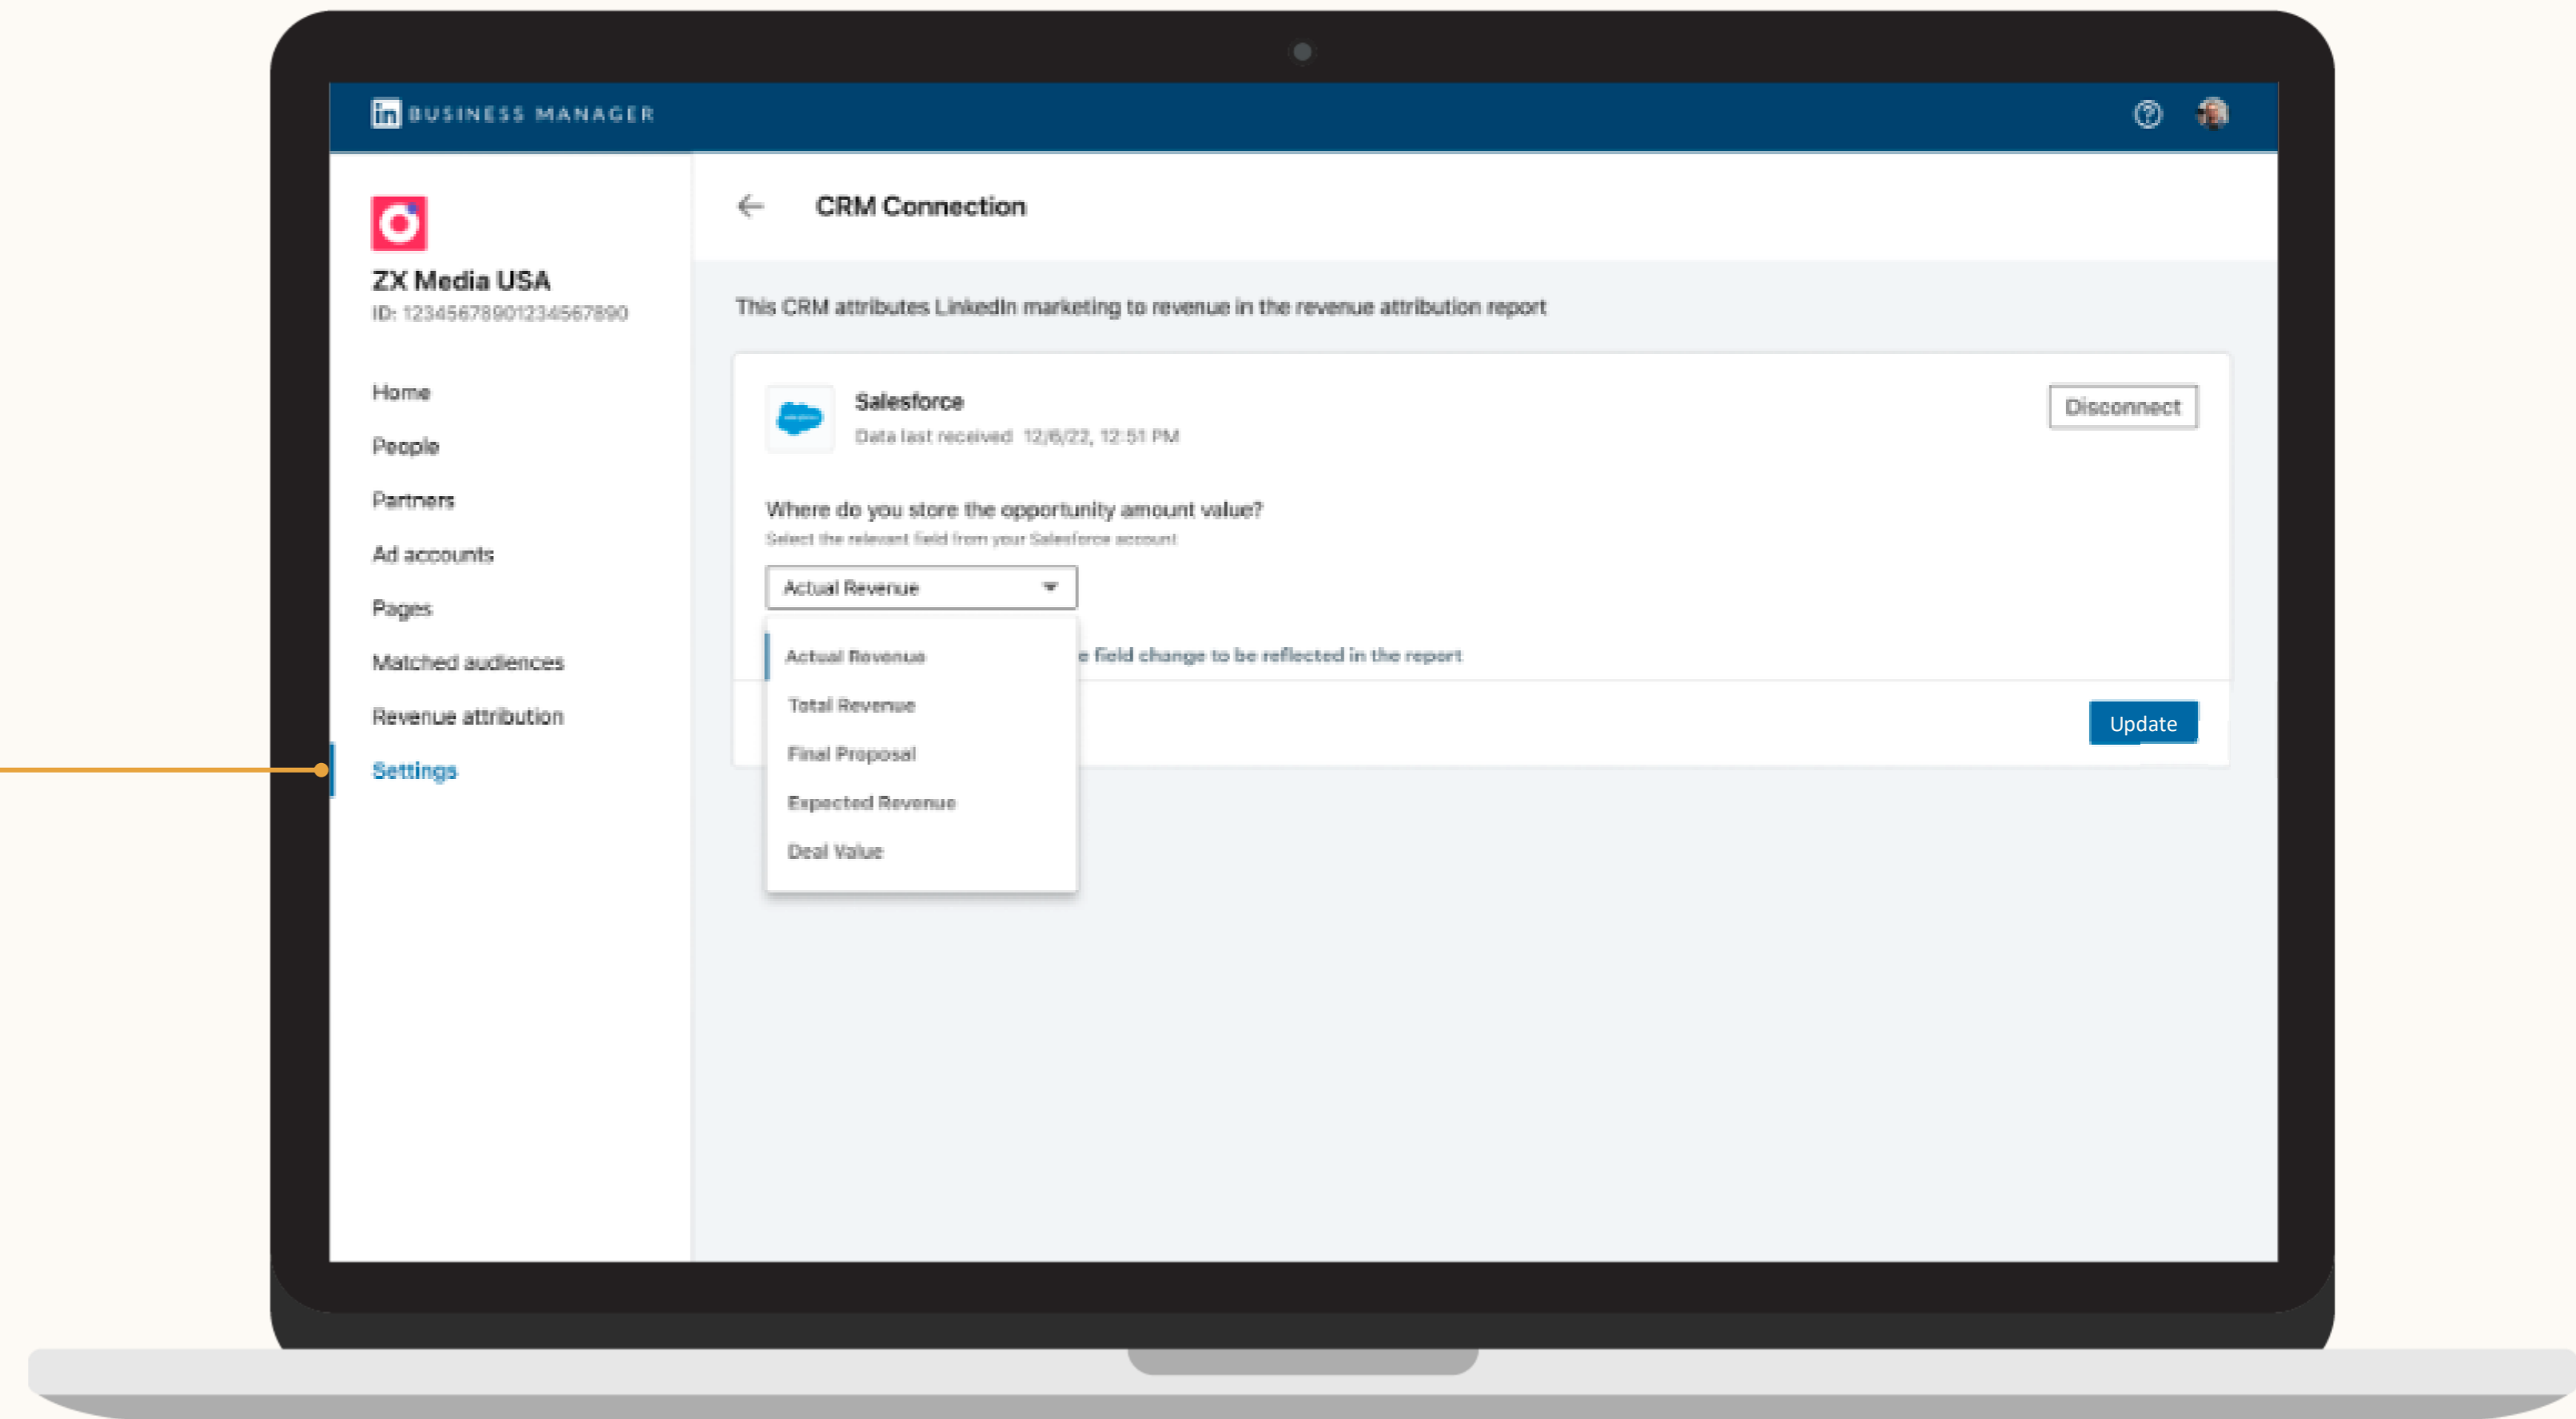 in BUSINESS MANAGER
ZX Media USA
ID: 12345678901234567890
Home
People
Partners
Ad accounts
Pages
Matched audiences
Revenue attribution
Settings
CRM Connection
This CRM attributes LinkedIn marketing to revenue in the revenue attribution report
Salesforce
Data last received 12/6/22, 12:51 PM
Disconnect
Where do you store the opportunity amount value?
Select the relevant field from your Salesforce account
Actual Revenue
Actual Revenue
e field change to be reflected in the report
Total Revenue
Final Proposal
Expected Revenue
Deal Value
Update